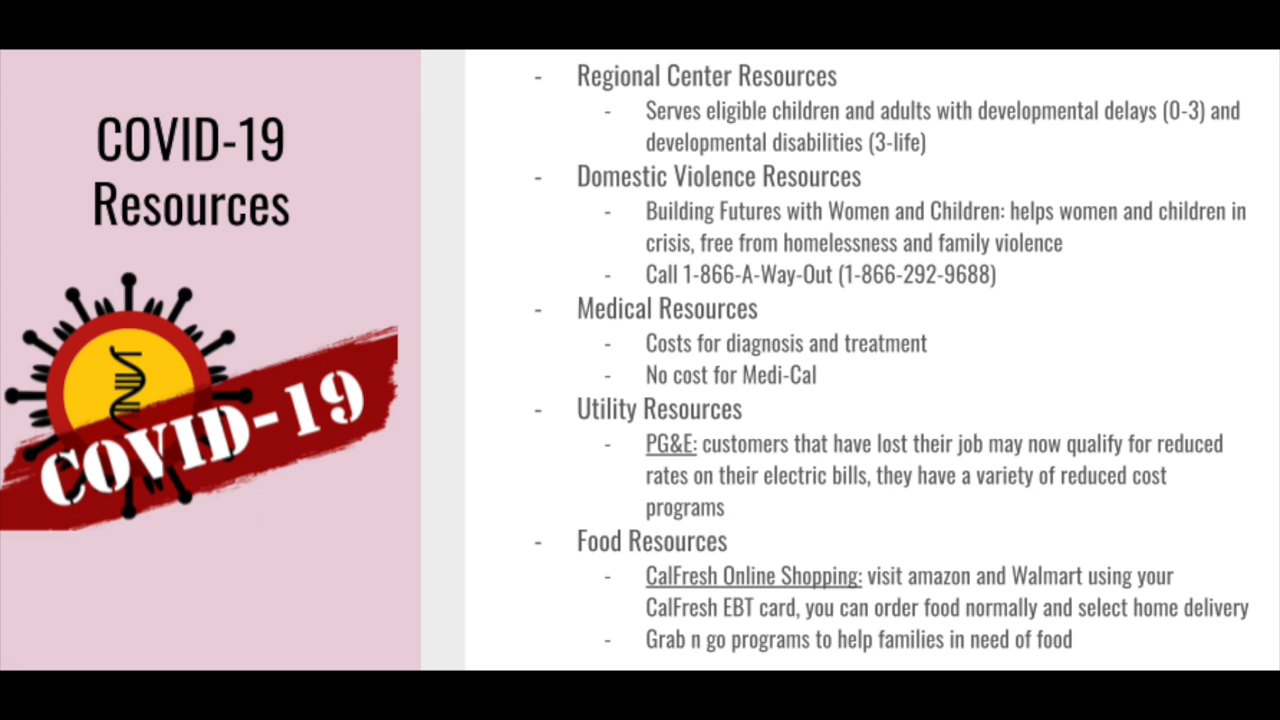 COVID-19
Resources
COVID-19
- Regional Center Resources
- Serves eligible children and adults with developmental delays (0-3) and
developmental disabilities (3-life)
- Domestic Violence Resources
- Building Futures with Women and Children: helps women and children in
crisis, free from homelessness and family violence
- Call 1-866-A-Way-Out (1-866-292-9688)
- Medical Resources
- Costs for diagnosis and treatment
- No cost for Medi-Cal
- Utility Resources
- PG&E: customers that have lost their job may now qualify for reduced
rates on their electric bills, they have a variety of reduced cost
programs
- Food Resources
- CalFresh Online Shopping: visit amazon and Walmart using your
CalFresh EBT card, you can order food normally and select home delivery
- Grab n go programs to help families in need of food